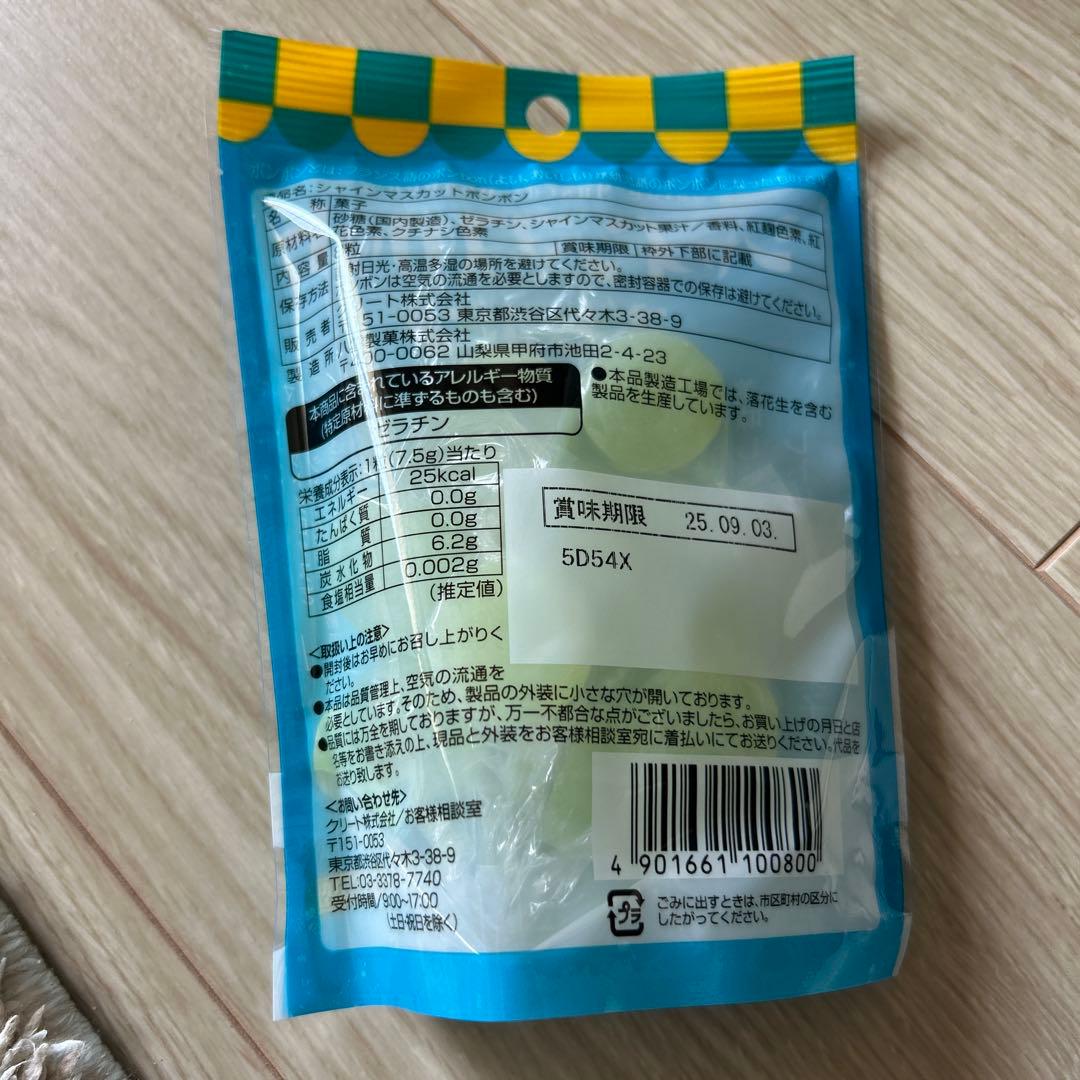 品名:シャインマスカットボンボン
名 称 菓子
原材料名 砂糖(国内製造)、ゼラチン、シャインマスカット果汁/香料、紅麹色素、紅
花色素、クチナシ色素
内容量 粒 賞味期限 枠外下部に記載
保存方法 射日光・高温多湿の場所を避けてください。
ンボンは空気の流通を必要としますので、密封容器での保存は避けてください。
販売者 クリート株式会社
〒151-0053 東京都渋谷区代々木3-38-9
製造所 製菓株式会社
〒400-0062 山梨県甲府市池田2-4-23
本商品に含まれているアレルギー物質
(特定原材料に準ずるものも含む)
ゼラチン
●本品製造工場では、落花生を含む
製品を生産しています。
栄養成分表示:1粒(7.5g)当たり
エネルギー 25kcal
たんぱく質 0.0g
脂 質 0.0g
炭水化物 6.2g
食塩相当量 0.002g
(推定値)
賞味期限 25.09.03.
5D54X
<取扱い上の注意>
●開封後はお早めにお召し上がりく
ださい。
●本品は品質管理上、空気の流通を
必要としています。そのため、製品の外装に小さな穴が開いております。
●品質には万全を期しておりますが、万一不都合な点がございましたら、お買い上げの月日と店
名等をお書き添えの上、現品と外装をお客様相談室宛に着払いにてお送りください。代品を
お送り致します。
<お問い合わせ先>
クリート株式会社/お客様相談室
〒151-0053
東京都渋谷区代々木3-38-9
TEL:03-3378-7740
受付時間/9:00~17:00
(土日・祝日を除く)
4 901661 100800
プラ
ごみに出すときは、市区町村の区分に
したがってください。